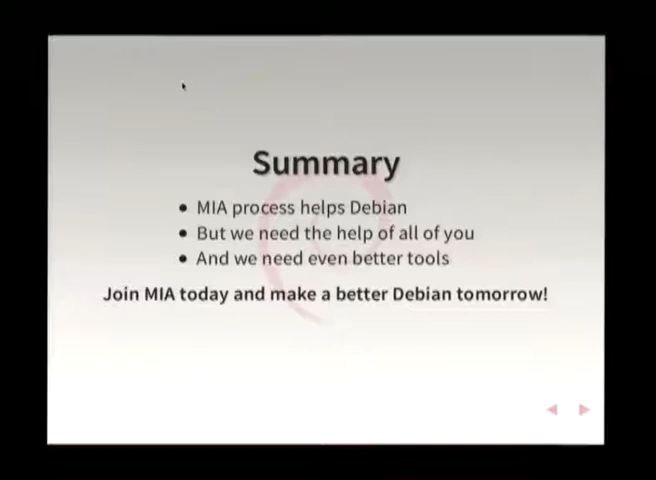 Summary
MIA process helps Debian
But we need the help of all of you
And we need even better tools
Join MIA today and make a better Debian tomorrow!